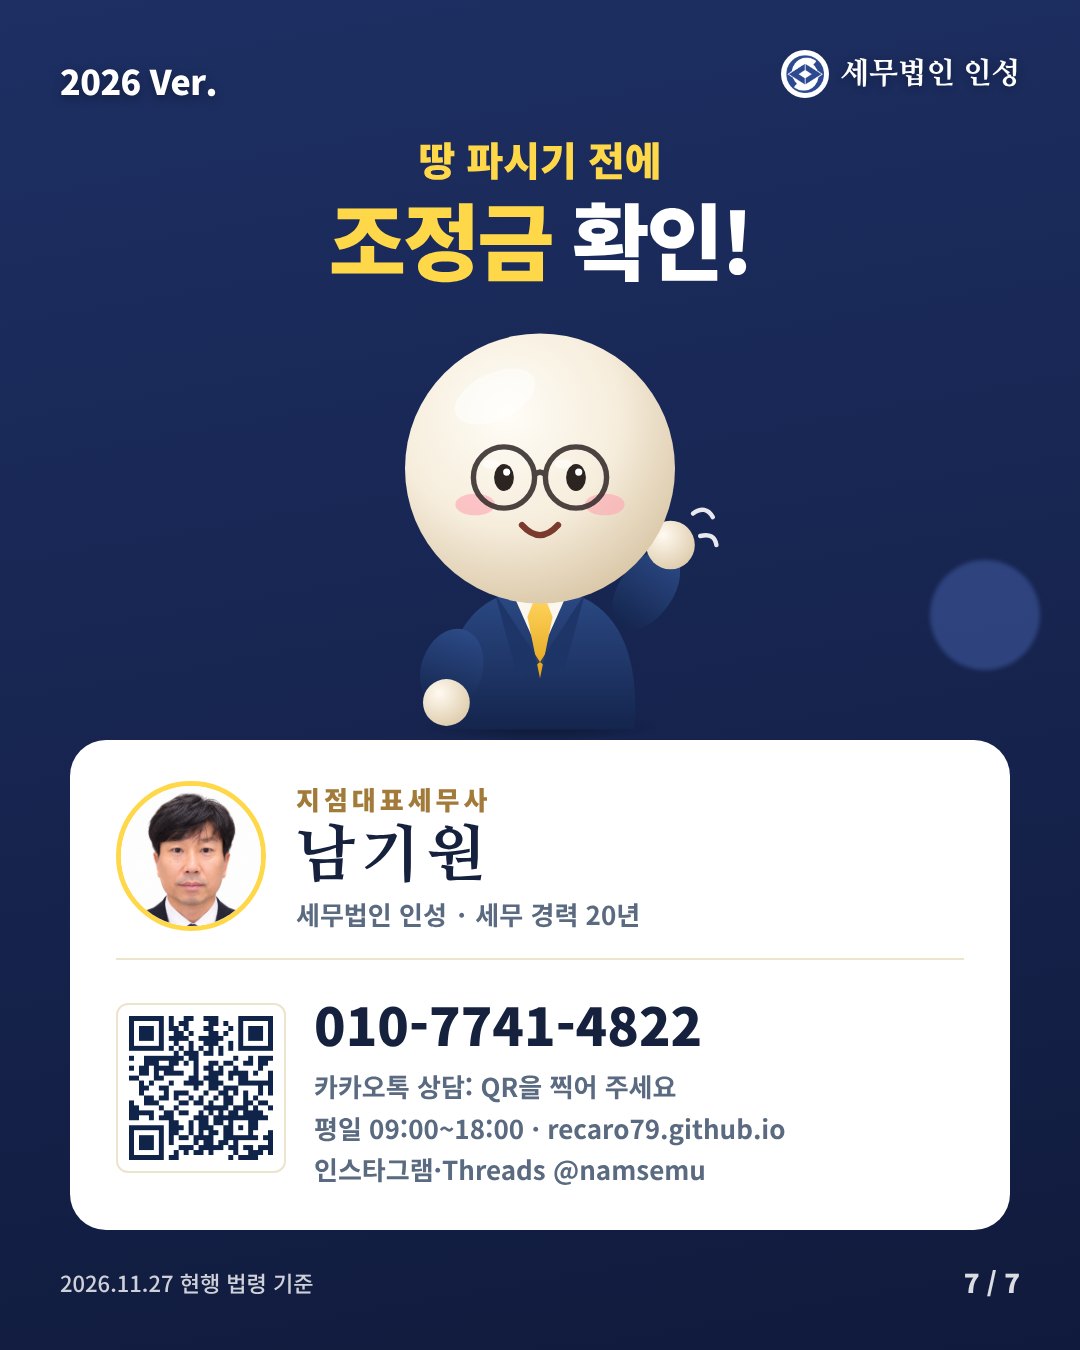 2026 Ver.
세무법인 인성
땅 파시기 전에
조정금 확인!
지점대표세무사
남기원
세무법인 인성 · 세무 경력 20년
010-7741-4822
카카오톡 상담: QR을 찍어 주세요
평일 09:00~18:00 · recaro79.github.io
인스타그램·Threads @namsemu
2026.11.27 현행 법령 기준
7 / 7